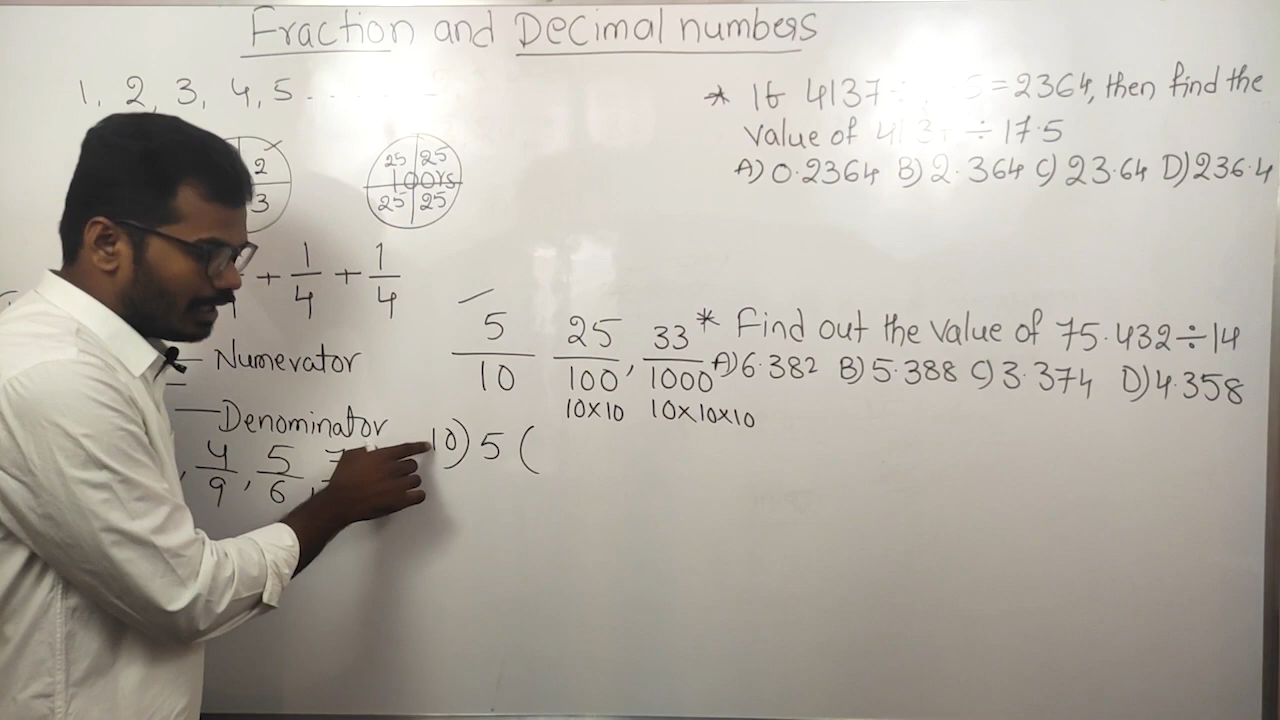 Fraction and Decimal numbers
1, 2, 3, 4, 5 . . . . . . . .
2
3
25 25
100rs
25 25
+ 1/4 + 1/4
Numerator
Denominator
, 4/9 , 5/6 ,
5/10 25/100 , 33/1000
10×10 10×10×10
10)5(
* If 4137 ÷ 5=2364, then find the
value of 413 ÷ 17.5
A) 0.2364 B) 2.364 C) 23.64 D) 236.4
* Find out the value of 75.432÷14
A) 6.382 B) 5.388 C) 3.374 D) 4.358